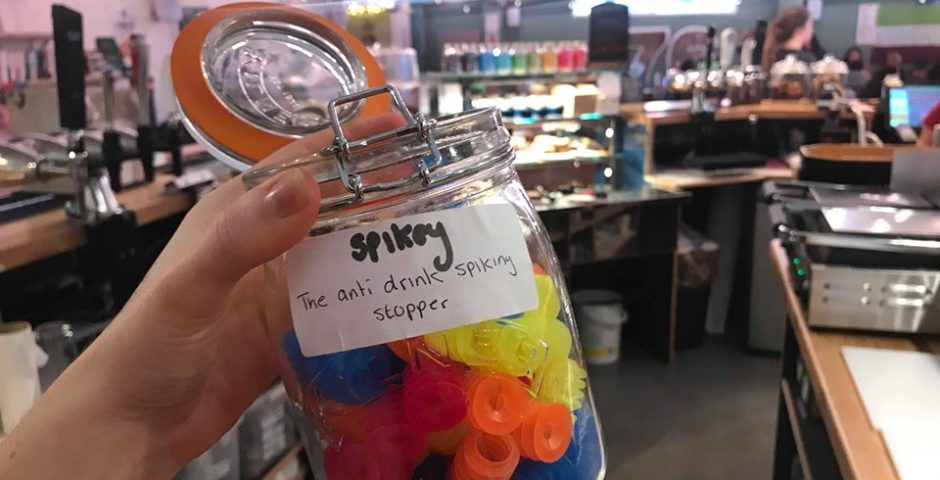 spikey
The anti drink spiking
stopper